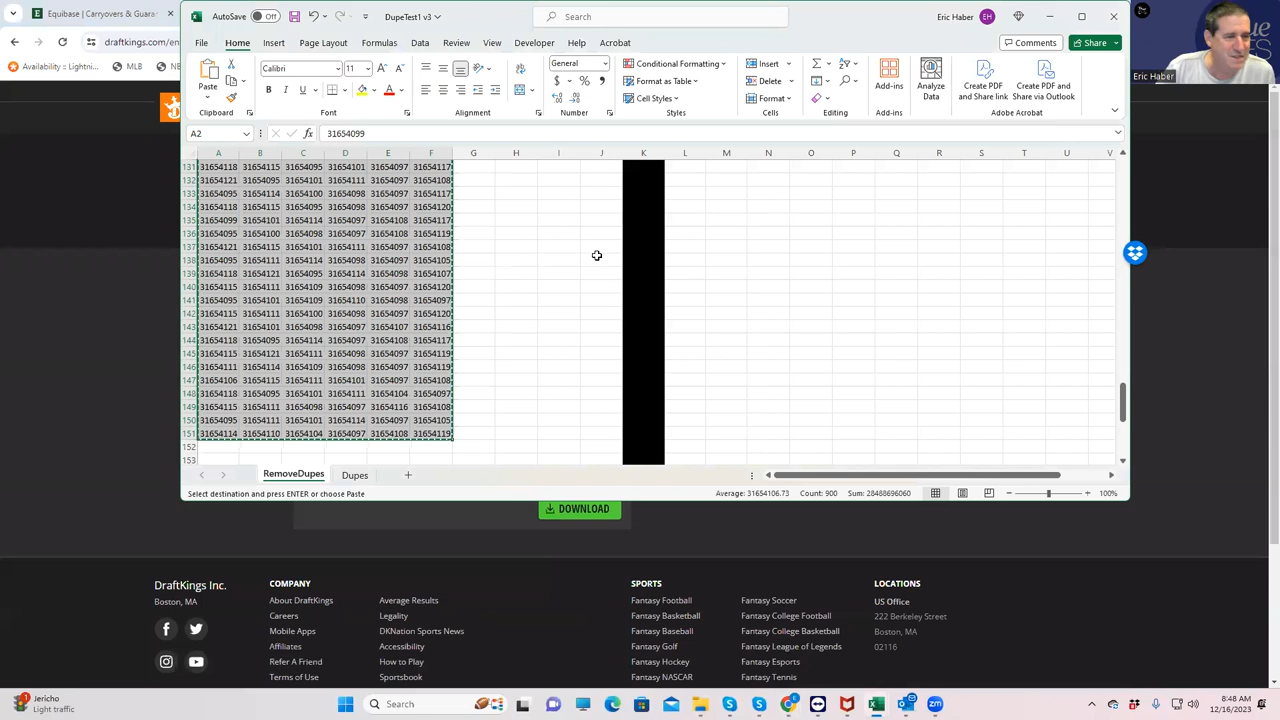 Equibase | Carryovers & Guara
draftkings.com/en
Availability :: Lightni...
MLB
NB
AutoSave Off
DupeTest1 v3
Search
Eric Haber EH
File Home Insert Page Layout Formulas Data Review View Developer Help Acrobat
Comments Share
Paste
Calibri 11
General
Conditional Formatting
Format as Table
Cell Styles
Insert
Delete
Format
Add-ins
Analyze Data
Create PDF and Share link
Create PDF and Share via Outlook
Clipboard Font Alignment Number Styles Cells Editing Add-ins Adobe Acrobat
Eric Haber
A2 fx 31654099
A B C D E F G H I J K L M N O P Q R S T U V
131 31654118 31654115 31654095 31654101 31654097 31654117
132 31654121 31654095 31654101 31654111 31654097 31654108
133 31654095 31654114 31654100 31654098 31654097 31654117
134 31654118 31654115 31654095 31654098 31654097 31654120
135 31654099 31654101 31654114 31654097 31654108 31654117
136 31654095 31654100 31654098 31654097 31654108 31654119
137 31654121 31654115 31654101 31654111 31654097 31654108
138 31654095 31654111 31654114 31654098 31654097 31654105
139 31654118 31654121 31654095 31654114 31654098 31654107
140 31654115 31654111 31654109 31654098 31654097 31654120
141 31654095 31654101 31654109 31654110 31654098 31654097
142 31654115 31654111 31654100 31654098 31654097 31654120
143 31654121 31654101 31654098 31654097 31654107 31654116
144 31654118 31654095 31654114 31654097 31654108 31654117
145 31654115 31654121 31654111 31654098 31654097 31654119
146 31654111 31654114 31654109 31654098 31654097 31654119
147 31654106 31654115 31654111 31654101 31654097 31654108
148 31654118 31654095 31654101 31654111 31654104 31654097
149 31654115 31654111 31654098 31654097 31654116 31654108
150 31654095 31654111 31654101 31654114 31654097 31654105
151 31654114 31654110 31654104 31654097 31654108 31654119
152
153
RemoveDupes Dupes
Select destination and press ENTER or choose Paste
Average: 31654106.73 Count: 900 Sum: 28488696060
100%
DOWNLOAD
DraftKings Inc.
Boston, MA
COMPANY
About DraftKings
Careers
Mobile Apps
Affiliates
Refer A Friend
Terms of Use
Average Results
Legality
DKNation Sports News
Accessibility
How to Play
Sportsbook
SPORTS
Fantasy Football
Fantasy Basketball
Fantasy Baseball
Fantasy Golf
Fantasy Hockey
Fantasy NASCAR
Fantasy Soccer
Fantasy College Football
Fantasy College Basketball
Fantasy League of Legends
Fantasy Esports
Fantasy Tennis
LOCATIONS
US Office
222 Berkeley Street
Boston, MA
02116
Jericho
Light traffic
Search
8:48 AM
12/16/2023